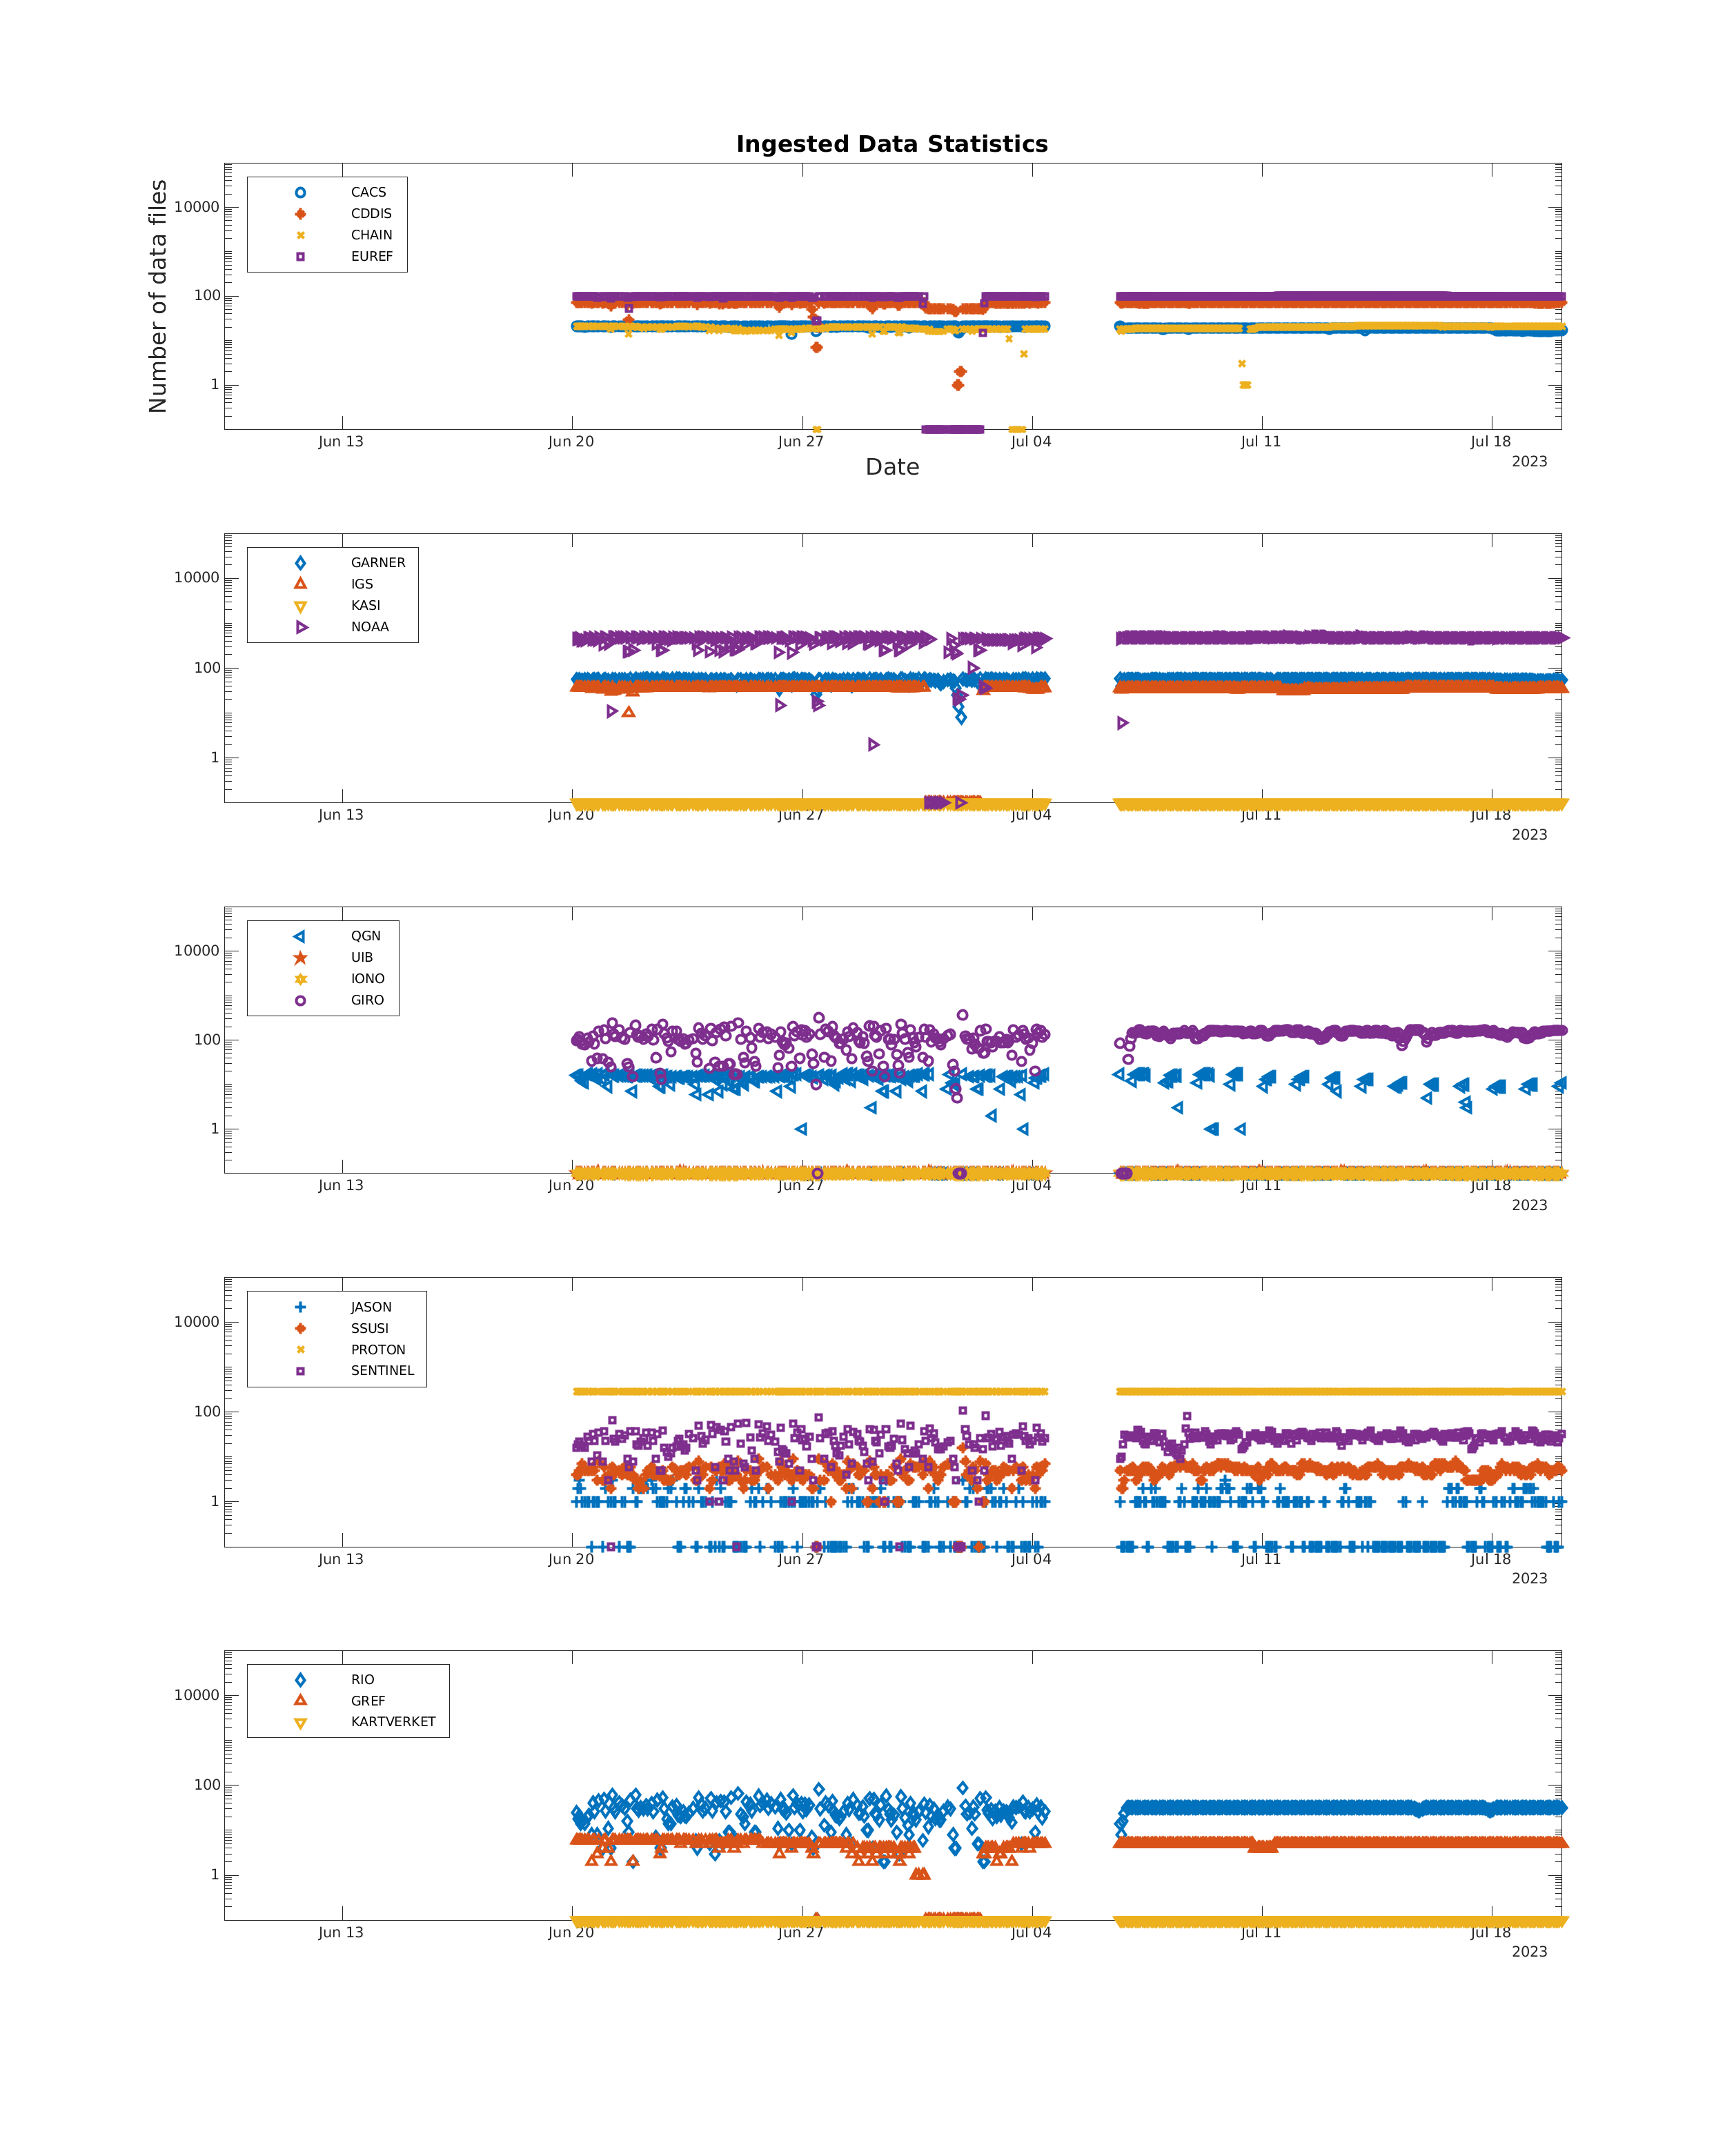 Ingested Data Statistics
Number of data files
10000
100
1
CACS
CDDIS
CHAIN
EUREF
Jun 13
Jun 20
Jun 27
Jul 04
Jul 11
Jul 18
2023
Date
10000
100
1
GARNER
IGS
KASI
NOAA
Jun 13
Jun 20
Jun 27
Jul 04
Jul 11
Jul 18
2023
10000
100
1
QGN
UIB
IONO
GIRO
Jun 13
Jun 20
Jun 27
Jul 04
Jul 11
Jul 18
2023
10000
100
1
JASON
SSUSI
PROTON
SENTINEL
Jun 13
Jun 20
Jun 27
Jul 04
Jul 11
Jul 18
2023
10000
100
1
RIO
GREF
KARTVERKET
Jun 13
Jun 20
Jun 27
Jul 04
Jul 11
Jul 18
2023